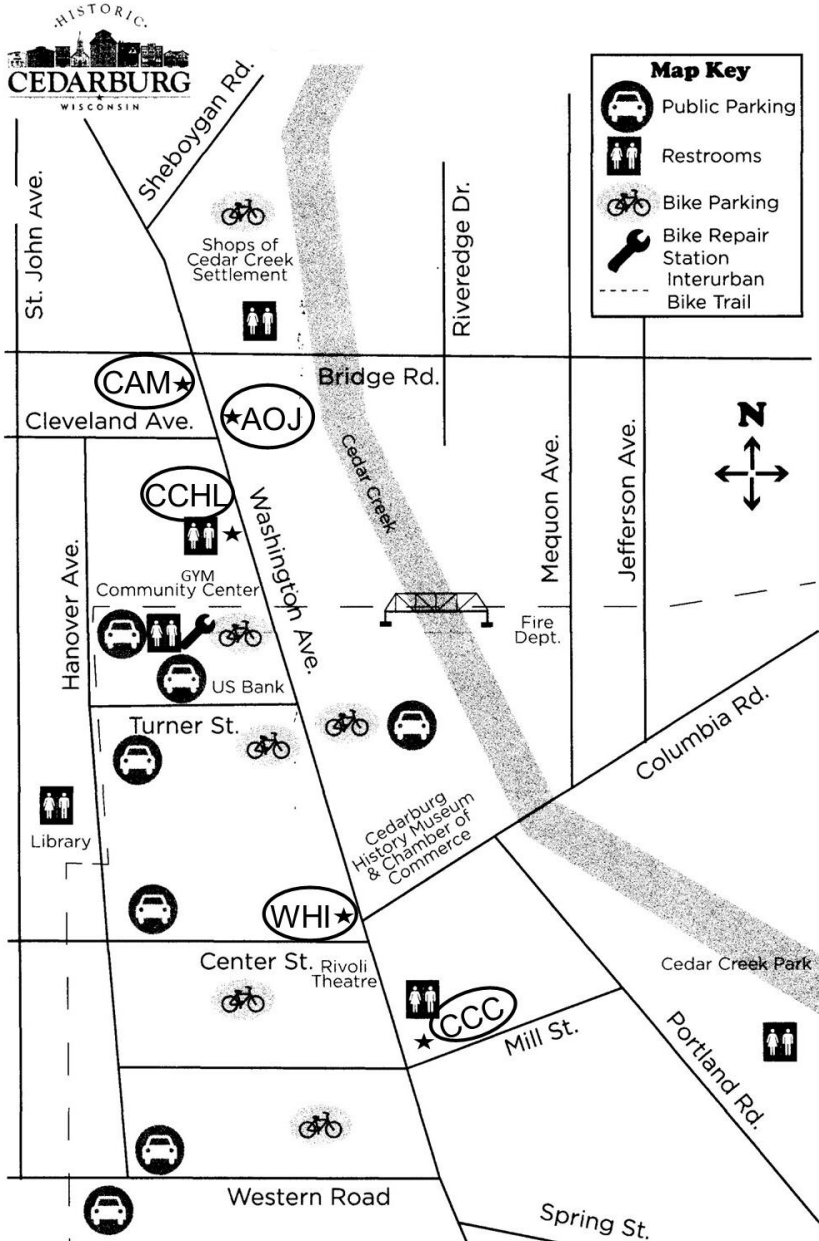 ·HISTORIC·
CEDARBURG
WISCONSIN
Sheboygan Rd.
St. John Ave.
Map Key
Public Parking
Restrooms
Bike Parking
Bike Repair
Station
Interurban
Bike Trail
Shops of
Cedar Creek
Settlement
Riveredge Dr.
Bridge Rd.
CAM
AOJ
Cleveland Ave.
N
Cedar Creek
Mequon Ave.
Jefferson Ave.
CCHL
Washington Ave.
Hanover Ave.
GYM
Community Center
Fire
Dept.
US Bank
Turner St.
Columbia Rd.
Library
Cedarburg
History Museum
& Chamber of
Commerce
WHI
Center St.
Rivoli
Theatre
Cedar Creek Park
CCC
Mill St.
Portland Rd.
Western Road
Spring St.